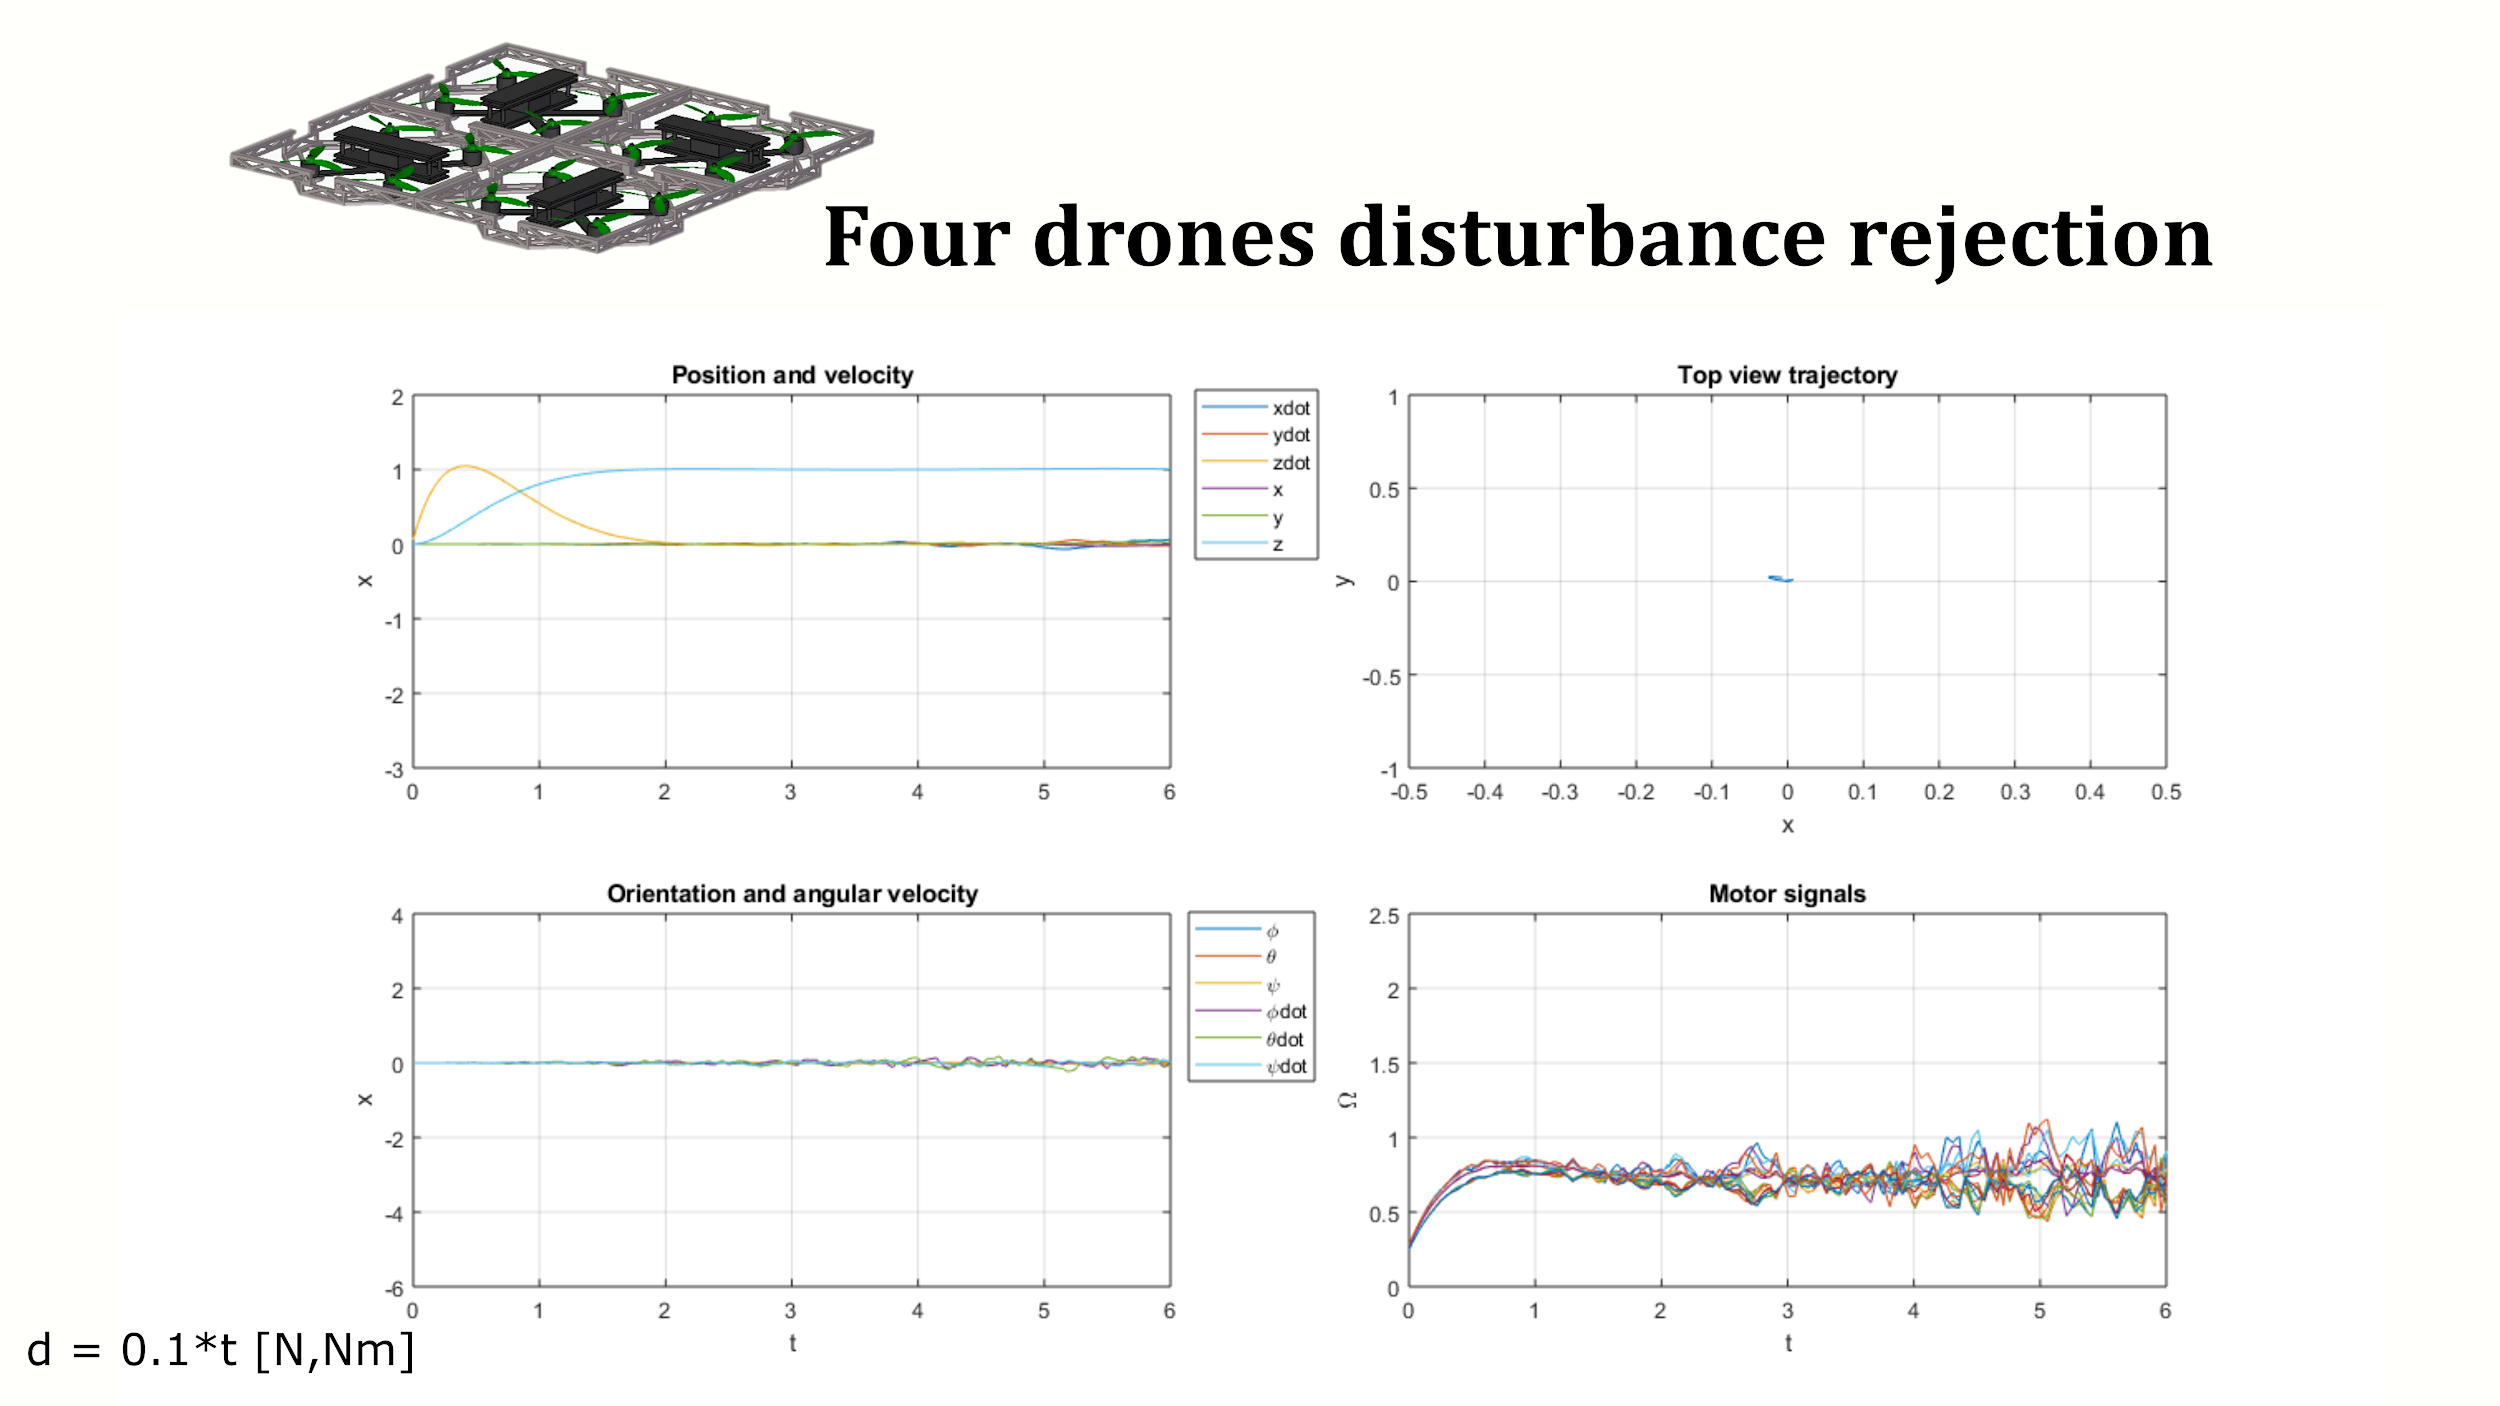 Four drones disturbance rejection
Position and velocity
2
1
0
-1
-2
-3
x
0 1 2 3 4 5 6
xdot
ydot
zdot
x
y
z
Top view trajectory
1
0.5
0
-0.5
-1
y
-0.5 -0.4 -0.3 -0.2 -0.1 0 0.1 0.2 0.3 0.4 0.5
x
Orientation and angular velocity
4
2
0
-2
-4
-6
x
0 1 2 3 4 5 6
t
ϕ
θ
ψ
ϕdot
θdot
ψdot
Motor signals
2.5
2
1.5
1
0.5
0
Ω
0 1 2 3 4 5 6
t
d = 0.1*t [N,Nm]